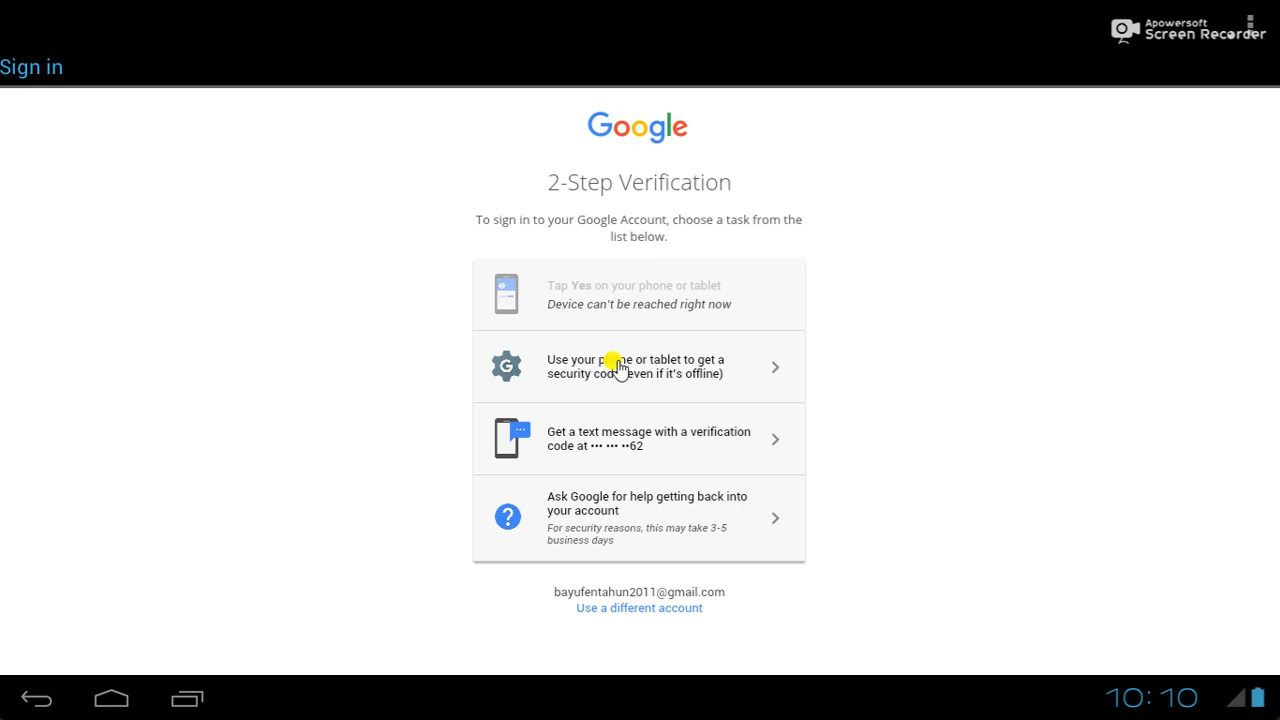 Apowersoft
Screen Recorder
Sign in
Google
2-Step Verification
To sign in to your Google Account, choose a task from the
list below.
Tap Yes on your phone or tablet
Device can't be reached right now
Use your or tablet to get a
security even if it's offline)
Get a text message with a verification
code at ••• ••• ••62
Ask Google for help getting back into
your account
For security reasons, this may take 3-5
business days
bayufentahun2011@gmail.com
Use a different account
10:10